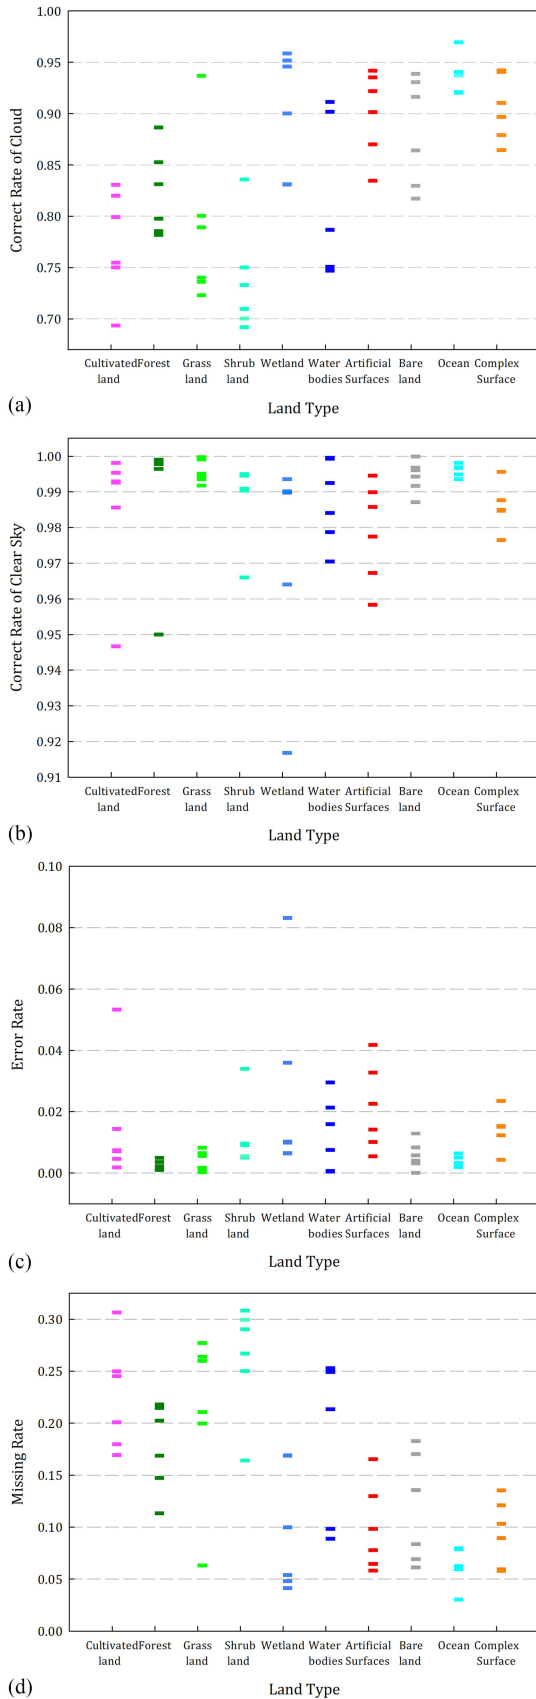 1.00
0.95
0.90
0.85
0.80
0.75
0.70
Correct Rate of Cloud
Cultivated Forest Grass Shrub Wetland Water Artificial Bare Ocean Complex
land land land bodies Surfaces land Surface
(a)
Land Type
1.00
0.99
0.98
0.97
0.96
0.95
0.94
0.93
0.92
0.91
Correct Rate of Clear Sky
Cultivated Forest Grass Shrub Wetland Water Artificial Bare Ocean Complex
land land land bodies Surfaces land Surface
(b)
Land Type
0.10
0.08
0.06
0.04
0.02
0.00
Error Rate
Cultivated Forest Grass Shrub Wetland Water Artificial Bare Ocean Complex
land land land bodies Surfaces land Surface
(c)
Land Type
0.30
0.25
0.20
0.15
0.10
0.05
0.00
Missing Rate
Cultivated Forest Grass Shrub Wetland Water Artificial Bare Ocean Complex
land land land bodies Surfaces land Surface
(d)
Land Type